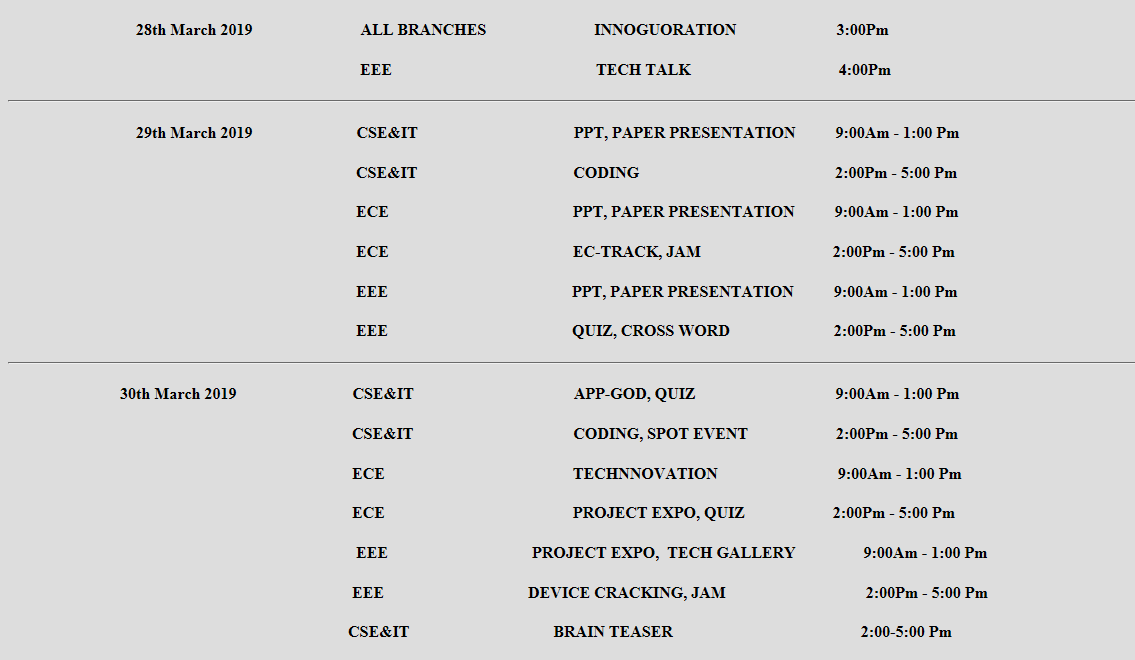 28th March 2019 ALL BRANCHES INNOGUORATION 3:00Pm
EEE TECH TALK 4:00Pm
29th March 2019 CSE&IT PPT, PAPER PRESENTATION 9:00Am - 1:00 Pm
CSE&IT CODING 2:00Pm - 5:00 Pm
ECE PPT, PAPER PRESENTATION 9:00Am - 1:00 Pm
ECE EC-TRACK, JAM 2:00Pm - 5:00 Pm
EEE PPT, PAPER PRESENTATION 9:00Am - 1:00 Pm
EEE QUIZ, CROSS WORD 2:00Pm - 5:00 Pm
30th March 2019 CSE&IT APP-GOD, QUIZ 9:00Am - 1:00 Pm
CSE&IT CODING, SPOT EVENT 2:00Pm - 5:00 Pm
ECE TECHNNOVATION 9:00Am - 1:00 Pm
ECE PROJECT EXPO, QUIZ 2:00Pm - 5:00 Pm
EEE PROJECT EXPO, TECH GALLERY 9:00Am - 1:00 Pm
EEE DEVICE CRACKING, JAM 2:00Pm - 5:00 Pm
CSE&IT BRAIN TEASER 2:00-5:00 Pm